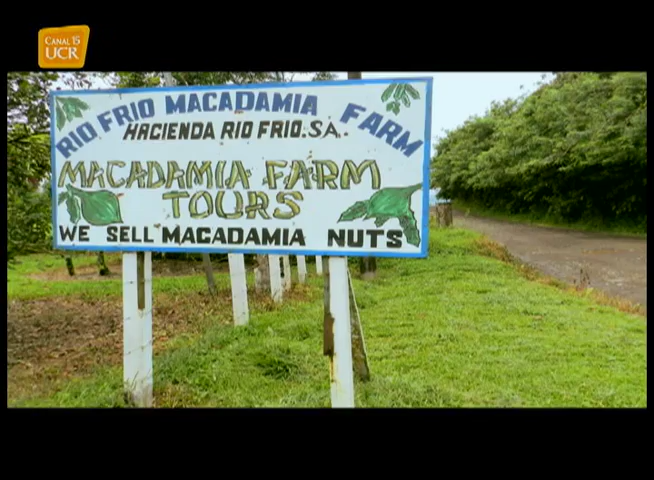 CANAL 15
UCR
RIO FRIO MACADAMIA FARM
HACIENDA RIO FRIO.S.A.
MACADAMIA FARM
TOURS
WE SELL MACADAMIA NUTS